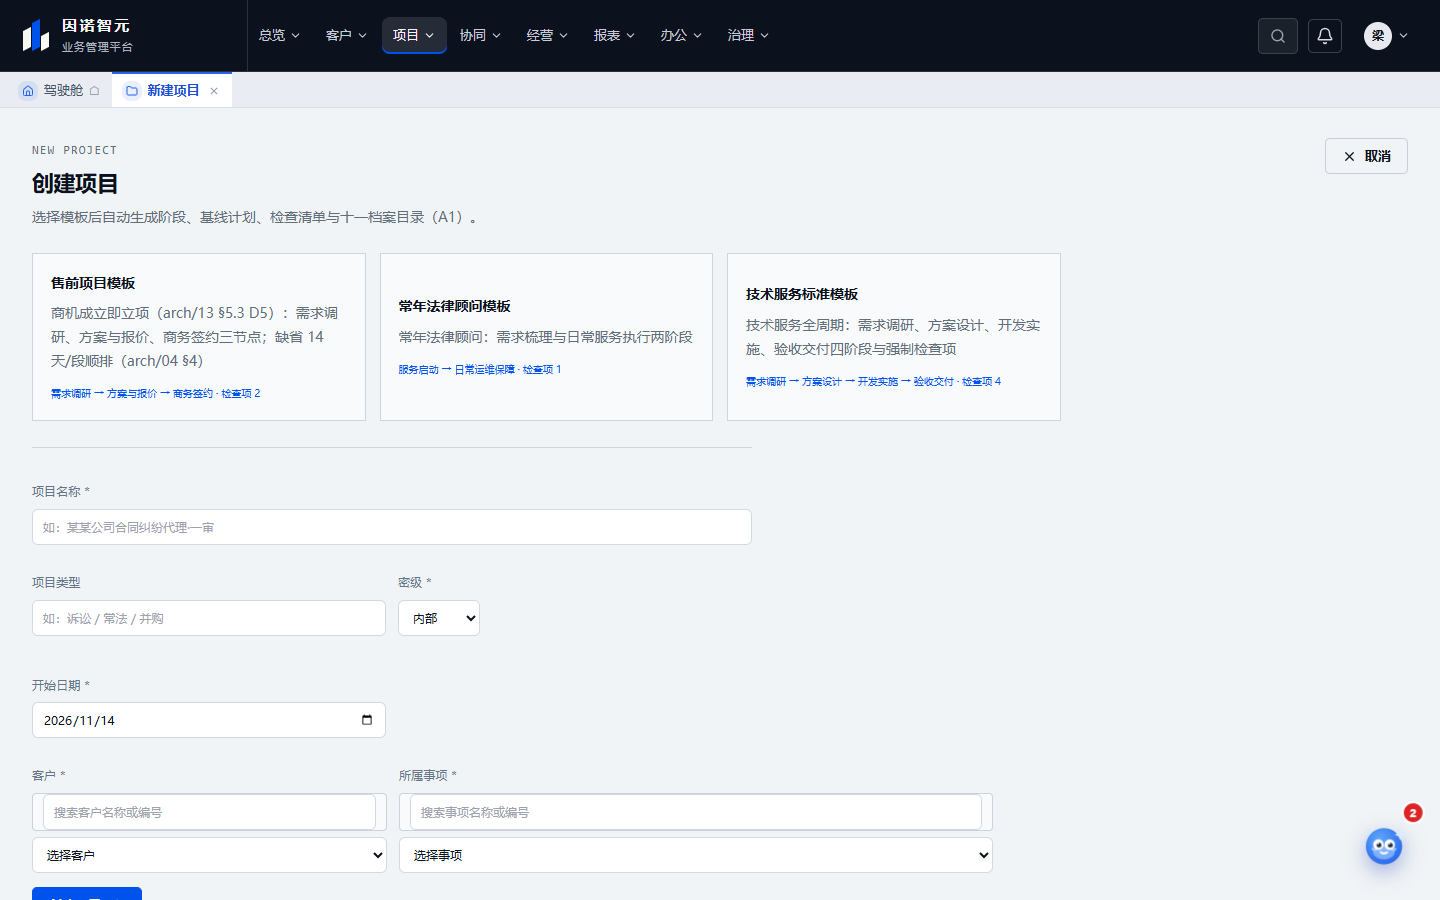 因诺智元
业务管理平台
总览
客户
项目
协同
经营
报表
办公
治理
梁
驾驶舱
新建项目
NEW PROJECT
取消
创建项目
选择模板后自动生成阶段、基线计划、检查清单与十一档案目录（A1）。
售前项目模板
商机成立即立项（arch/13 §5.3 D5）：需求调
研、方案与报价、商务签约三节点；缺省 14
天/段顺排（arch/04 §4）
需求调研 → 方案与报价 → 商务签约 · 检查项 2
常年法律顾问模板
常年法律顾问：需求梳理与日常服务执行两阶段
服务启动 → 日常运维保障 · 检查项 1
技术服务标准模板
技术服务全周期：需求调研、方案设计、开发实
施、验收交付四阶段与强制检查项
需求调研 → 方案设计 → 开发实施 → 验收交付 · 检查项 4
项目名称 *
如：某某公司合同纠纷代理·一审
项目类型
密级 *
如：诉讼 / 常法 / 并购
内部
开始日期 *
2026/11/14
客户 *
所属事项 *
搜索客户名称或编号
搜索事项名称或编号
选择客户
选择事项
2